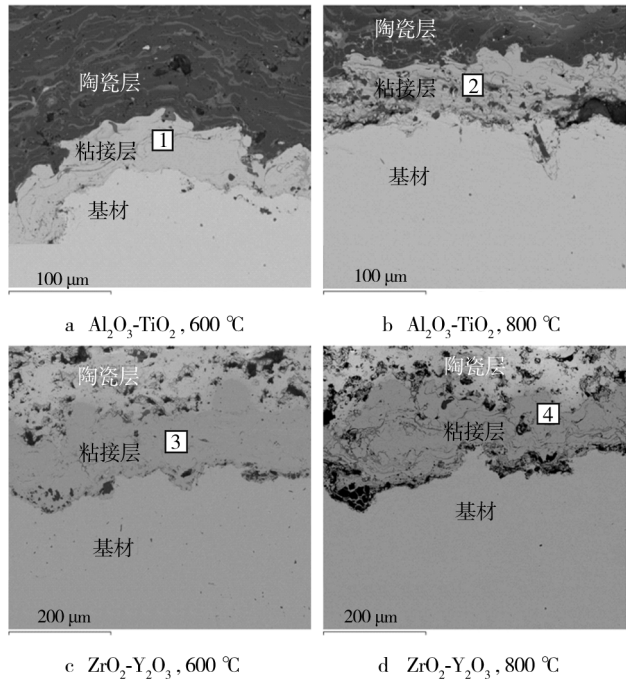 陶瓷层
粘接层
1
基材
100 μm
a Al₂O₃-TiO₂, 600 ℃
陶瓷层
粘接层
2
基材
100 μm
b Al₂O₃-TiO₂, 800 ℃
陶瓷层
粘接层
3
基材
200 μm
c ZrO₂-Y₂O₃, 600 ℃
陶瓷层
粘接层
4
基材
200 μm
d ZrO₂-Y₂O₃, 800 ℃